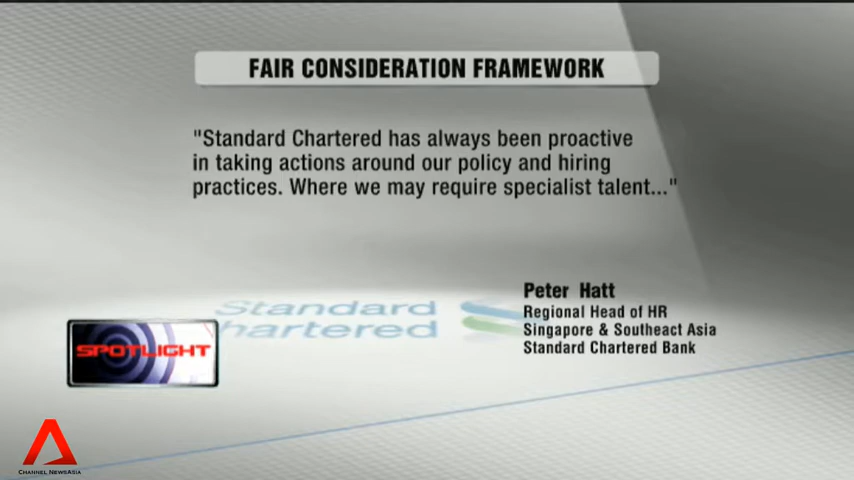 FAIR CONSIDERATION FRAMEWORK
"Standard Chartered has always been proactive
in taking actions around our policy and hiring
practices. Where we may require specialist talent..."
Peter Hatt
Regional Head of HR
Singapore & Southeact Asia
Standard Chartered Bank
Standard
hartered
SPOTLIGHT
CHANNEL NEWSASIA